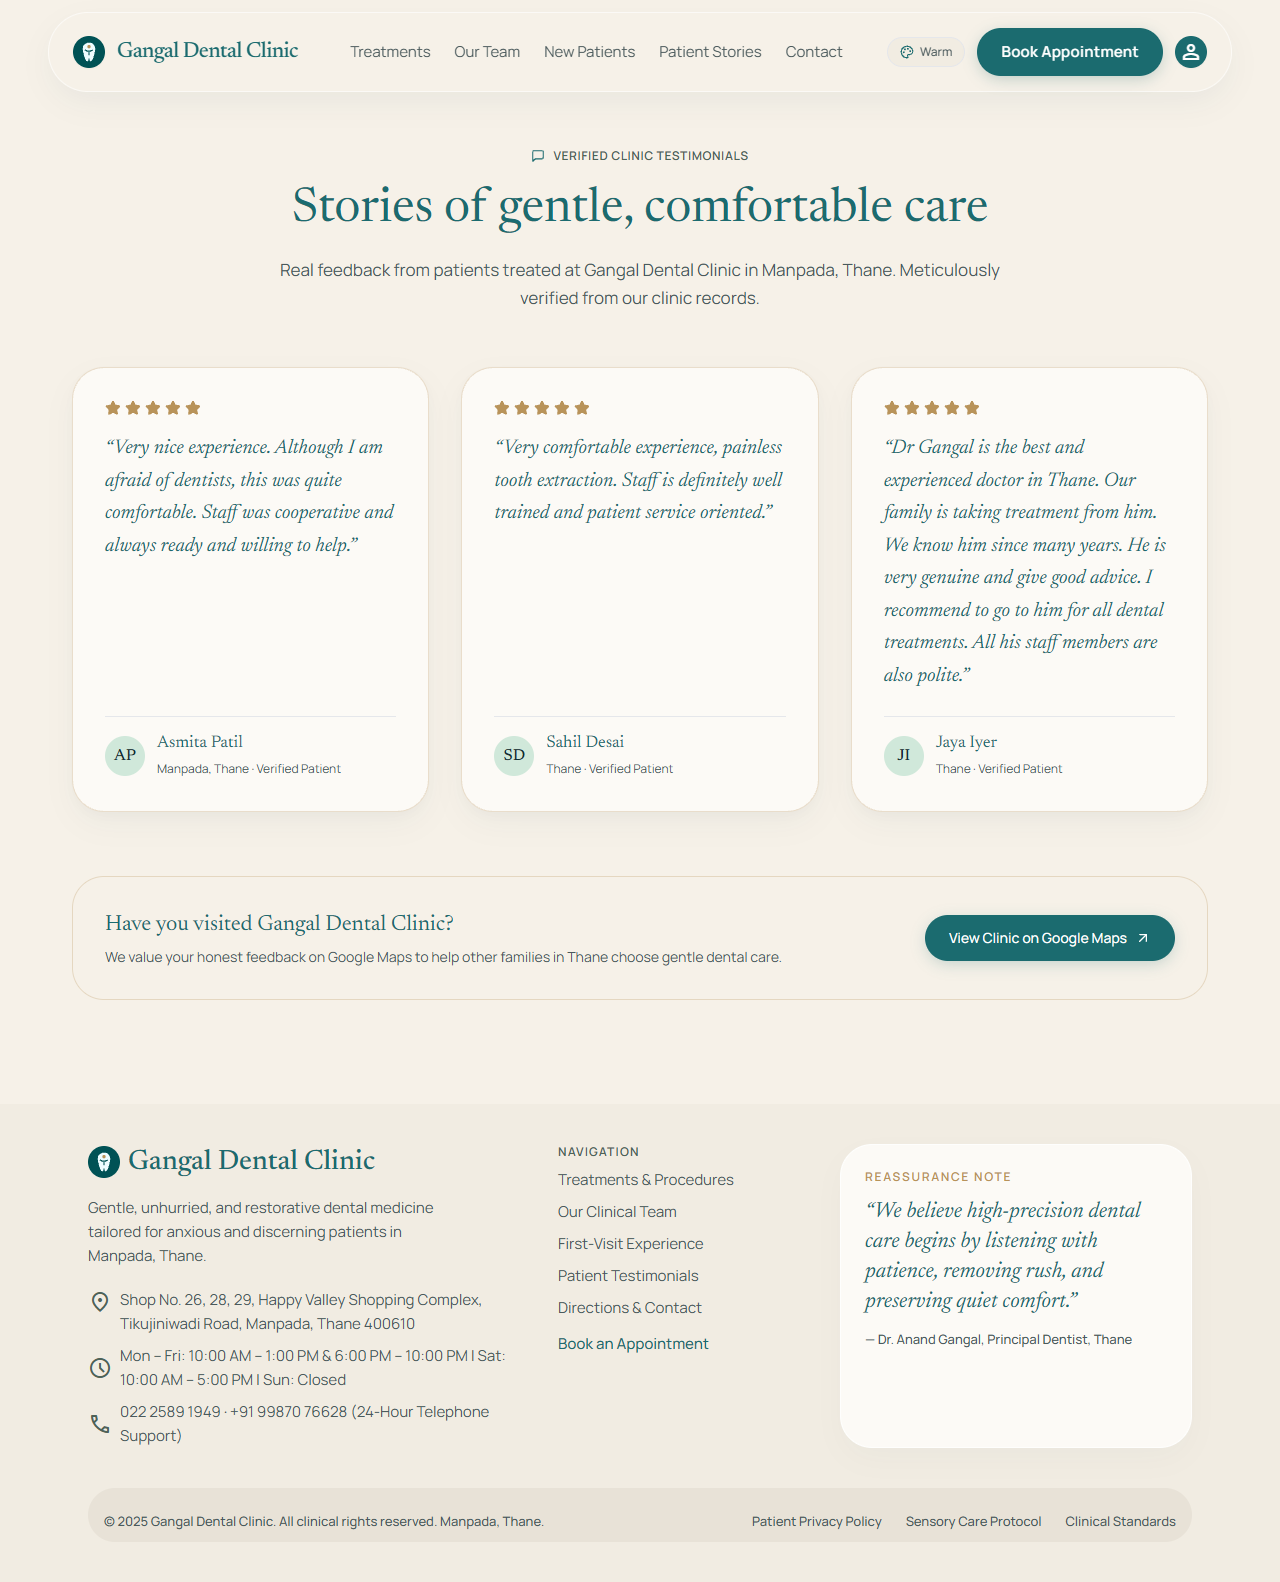 Gangal Dental Clinic
Treatments
Our Team
New Patients
Patient Stories
Contact
Warm
Book Appointment
VERIFIED CLINIC TESTIMONIALS
Stories of gentle, comfortable care
Real feedback from patients treated at Gangal Dental Clinic in Manpada, Thane. Meticulously
verified from our clinic records.
“Very nice experience. Although I am
afraid of dentists, this was quite
comfortable. Staff was cooperative and
always ready and willing to help.”
AP
Asmita Patil
Manpada, Thane · Verified Patient
“Very comfortable experience, painless
tooth extraction. Staff is definitely well
trained and patient service oriented.”
SD
Sahil Desai
Thane · Verified Patient
“Dr Gangal is the best and
experienced doctor in Thane. Our
family is taking treatment from him.
We know him since many years. He is
very genuine and give good advice. I
recommend to go to him for all dental
treatments. All his staff members are
also polite.”
JI
Jaya Iyer
Thane · Verified Patient
Have you visited Gangal Dental Clinic?
We value your honest feedback on Google Maps to help other families in Thane choose gentle dental care.
View Clinic on Google Maps
Gangal Dental Clinic
Gentle, unhurried, and restorative dental medicine
tailored for anxious and discerning patients in
Manpada, Thane.
Shop No. 26, 28, 29, Happy Valley Shopping Complex,
Tikujiniwadi Road, Manpada, Thane 400610
Mon – Fri: 10:00 AM – 1:00 PM & 6:00 PM – 10:00 PM | Sat:
10:00 AM – 5:00 PM | Sun: Closed
022 2589 1949 · +91 99870 76628 (24-Hour Telephone
Support)
NAVIGATION
Treatments & Procedures
Our Clinical Team
First-Visit Experience
Patient Testimonials
Directions & Contact
Book an Appointment
REASSURANCE NOTE
“We believe high-precision dental
care begins by listening with
patience, removing rush, and
preserving quiet comfort.”
— Dr. Anand Gangal, Principal Dentist, Thane
© 2025 Gangal Dental Clinic. All clinical rights reserved. Manpada, Thane.
Patient Privacy Policy
Sensory Care Protocol
Clinical Standards